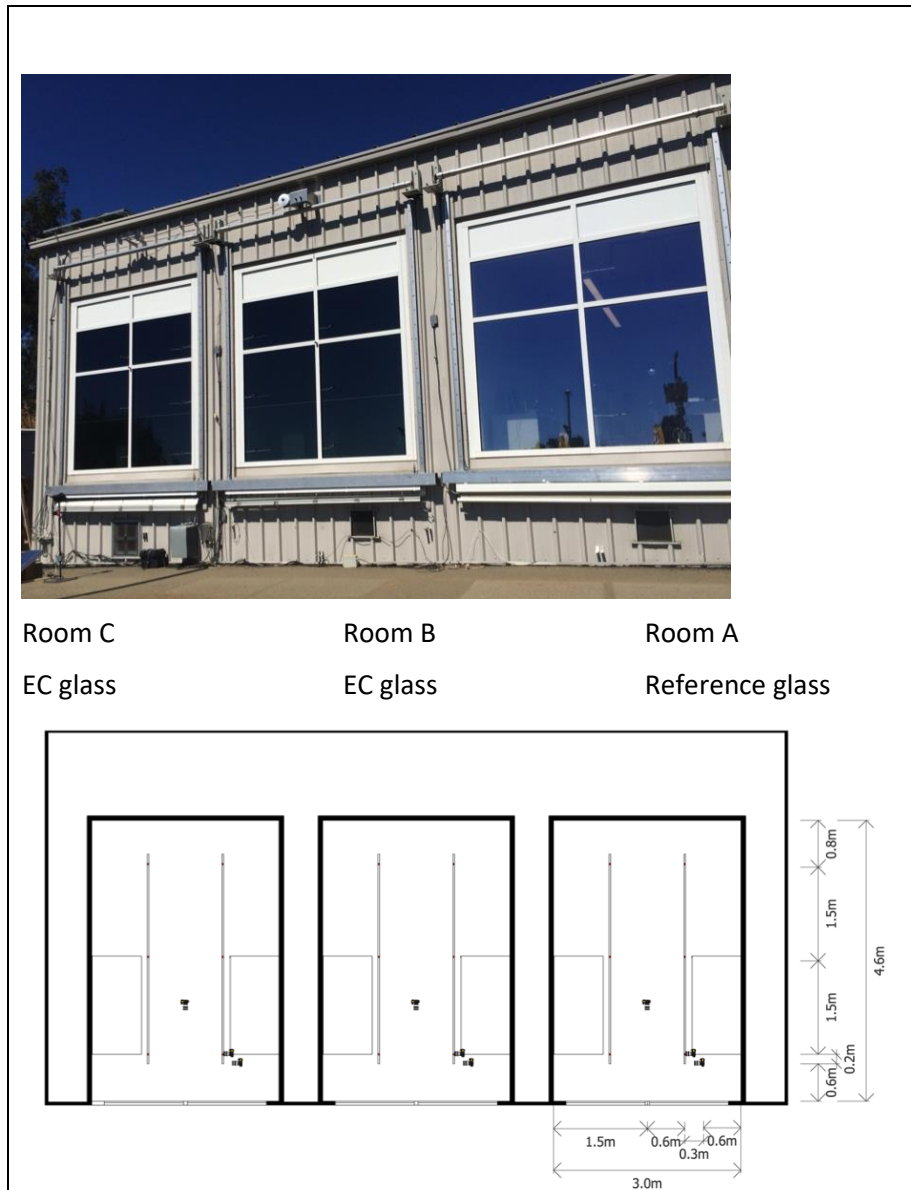 Room C Room B Room A
EC glass EC glass Reference glass
0.8m
1.5m
4.6m
1.5m
0.2m
0.6m
1.5m 0.6m 0.6m
0.3m
3.0m